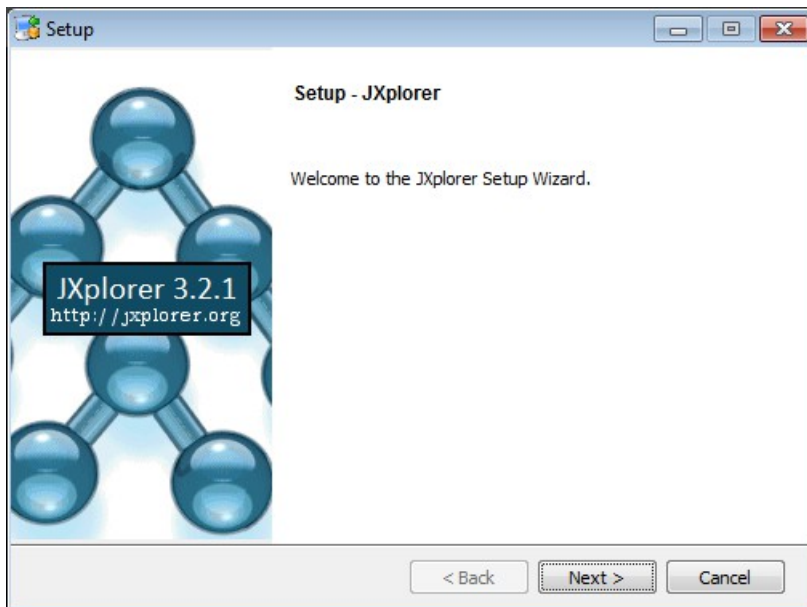 Setup
Setup - JXplorer
Welcome to the JXplorer Setup Wizard.
JXplorer 3.2.1
http://jxplorer.org
< Back
Next >
Cancel